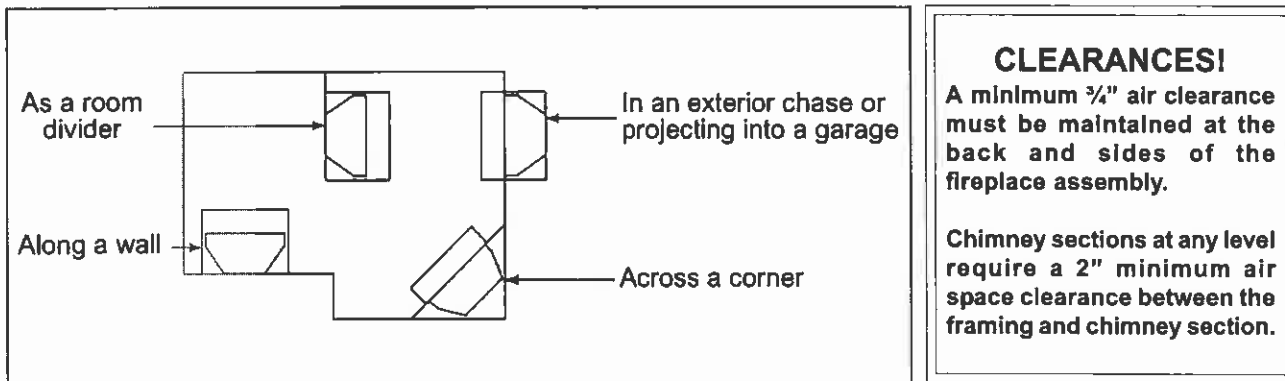 As a room
divider
In an exterior chase or
projecting into a garage
Along a wall
Across a corner
CLEARANCES!
A minimum ¾" air clearance
must be maintained at the
back and sides of the
fireplace assembly.
Chimney sections at any level
require a 2" minimum air
space clearance between the
framing and chimney section.